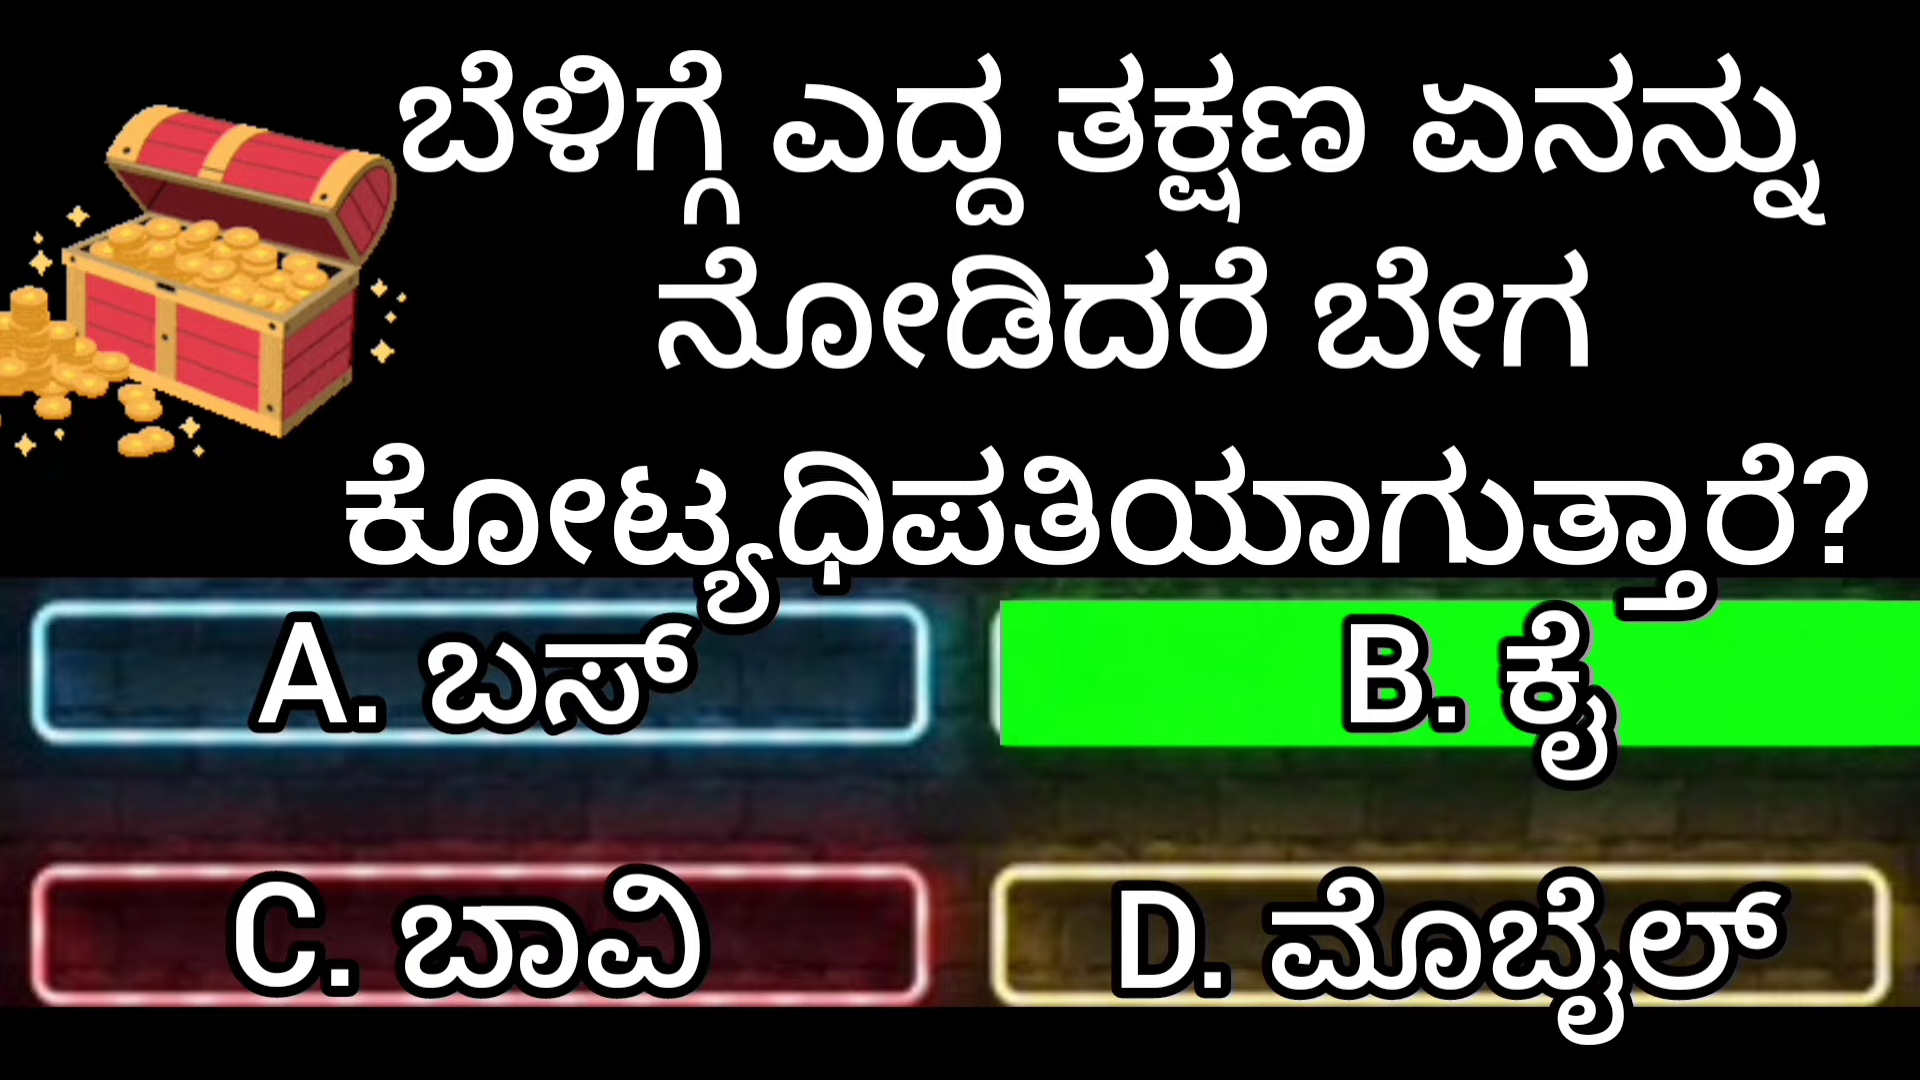 ಬೆಳಿಗ್ಗೆ ಎದ್ದ ತಕ್ಷಣ ಏನನ್ನು
ನೋಡಿದರೆ ಬೇಗ
ಕೋಟ್ಯಧಿಪತಿಯಾಗುತ್ತಾರೆ?
A. ಬಸ್
B. ಕೈ
C. ಬಾವಿ
D. ಮೊಬೈಲ್